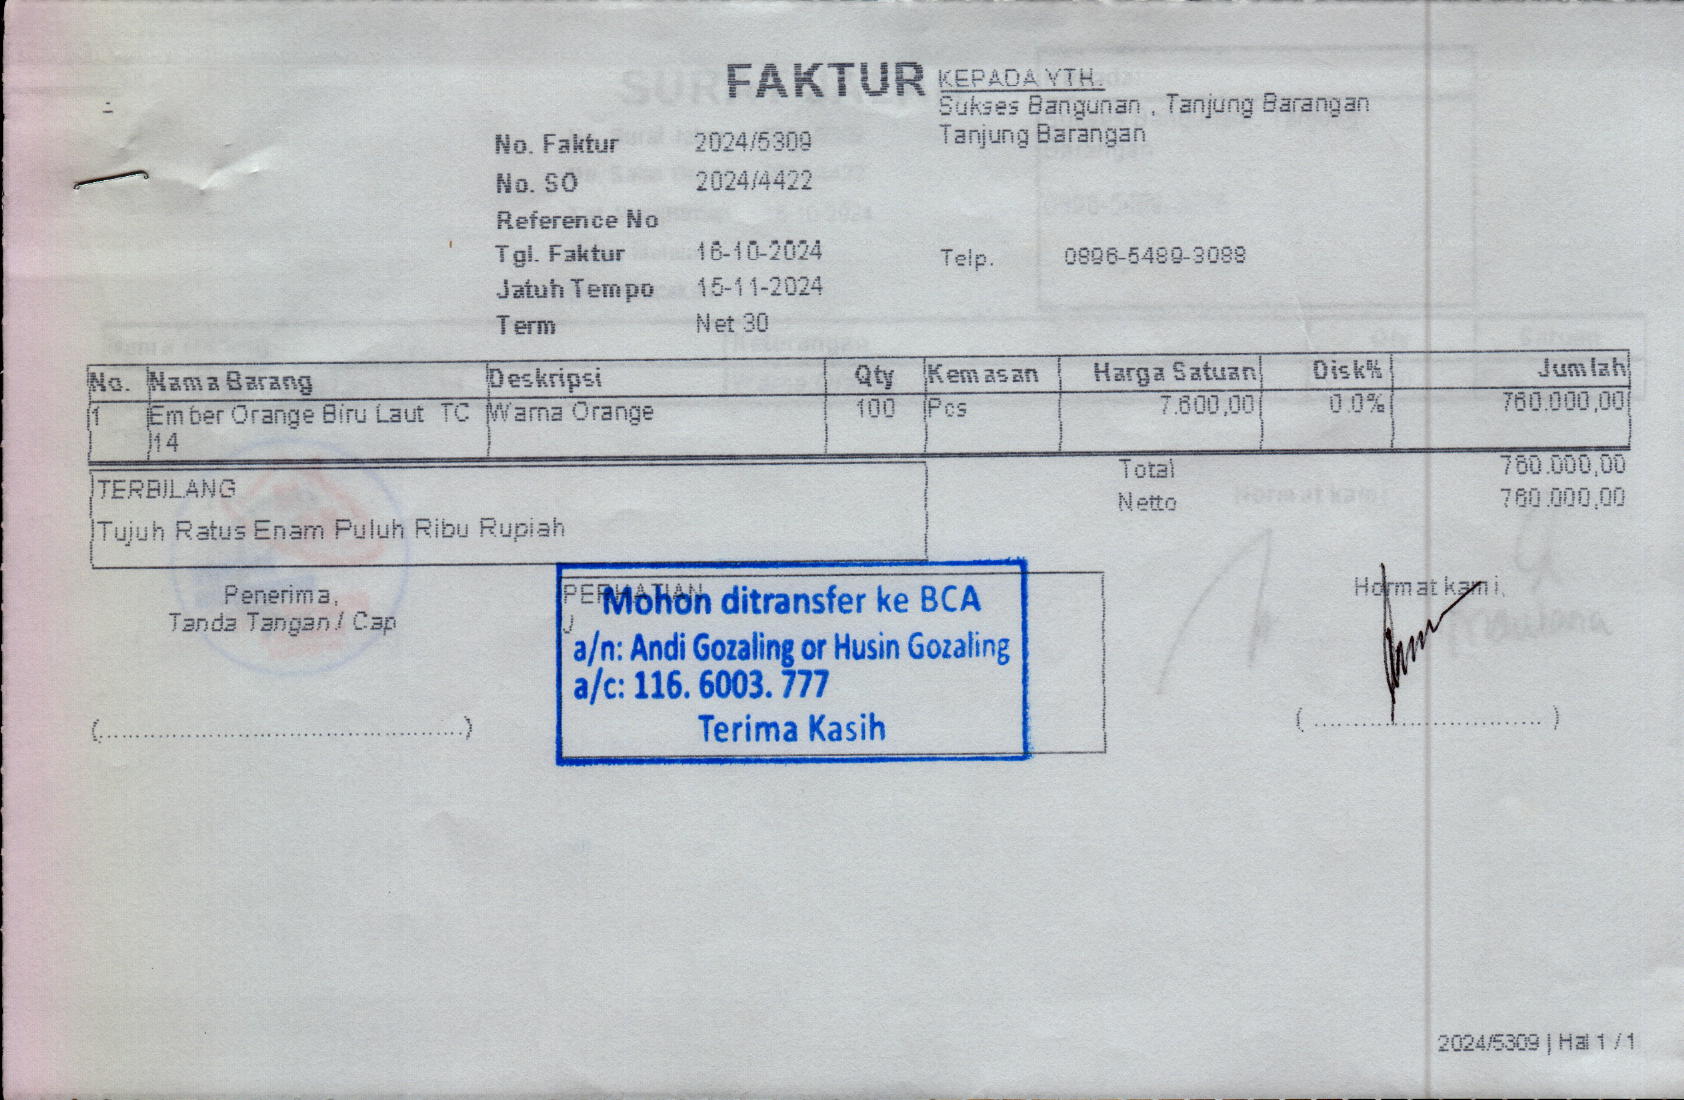 FAKTUR
KEPADA YTH.
Sukses Bangunan , Tanjung Barangan
Tanjung Barangan
No. Faktur 2024/5309
No. SO 2024/4422
Reference No
Tgl. Faktur 16-10-2024
Telp. 0896-5489-3088
Jatuh Tempo 15-11-2024
Term Net 30
No. Nama Barang Deskripsi Qty Kemasan Harga Satuan Disk% Jumlah
1 Ember Orange Biru Laut TC Warna Orange 100 Pcs 7.600,00 0.0% 760.000,00
14
Total 760.000,00
TERBILANG
Netto 760.000,00
Tujuh Ratus Enam Puluh Ribu Rupiah
Penerima,
Tanda Tangan / Cap
PERHATIAN
Mohon ditransfer ke BCA
a/n: Andi Gozaling or Husin Gozaling
a/c: 116. 6003. 777
Terima Kasih
Hormat kami,
(..............................................)
( ............................. )
2024/5309 | Hal 1 / 1